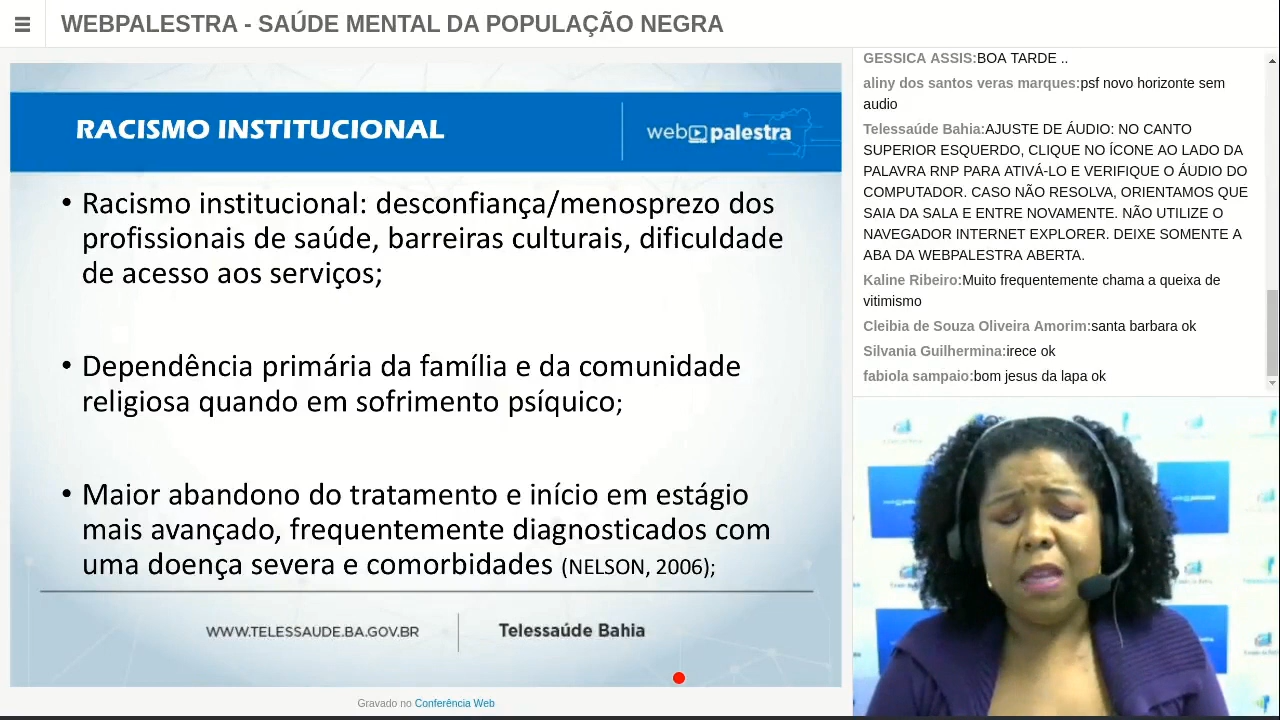 WEBPALESTRA - SAÚDE MENTAL DA POPULAÇÃO NEGRA
RACISMO INSTITUCIONAL
web palestra
• Racismo institucional: desconfiança/menosprezo dos
profissionais de saúde, barreiras culturais, dificuldade
de acesso aos serviços;
• Dependência primária da família e da comunidade
religiosa quando em sofrimento psíquico;
• Maior abandono do tratamento e início em estágio
mais avançado, frequentemente diagnosticados com
uma doença severa e comorbidades (NELSON, 2006);
WWW.TELESSAUDE.BA.GOV.BR
Telessaúde Bahia
Gravado no Conferência Web
GESSICA ASSIS:BOA TARDE ..
aliny dos santos veras marques:psf novo horizonte sem
audio
Telessaúde Bahia:AJUSTE DE ÁUDIO: NO CANTO
SUPERIOR ESQUERDO, CLIQUE NO ÍCONE AO LADO DA
PALAVRA RNP PARA ATIVÁ-LO E VERIFIQUE O ÁUDIO DO
COMPUTADOR. CASO NÃO RESOLVA, ORIENTAMOS QUE
SAIA DA SALA E ENTRE NOVAMENTE. NÃO UTILIZE O
NAVEGADOR INTERNET EXPLORER. DEIXE SOMENTE A
ABA DA WEBPALESTRA ABERTA.
Kaline Ribeiro:Muito frequentemente chama a queixa de
vitimismo
Cleibia de Souza Oliveira Amorim:santa barbara ok
Silvania Guilhermina:irece ok
fabiola sampaio:bom jesus da lapa ok